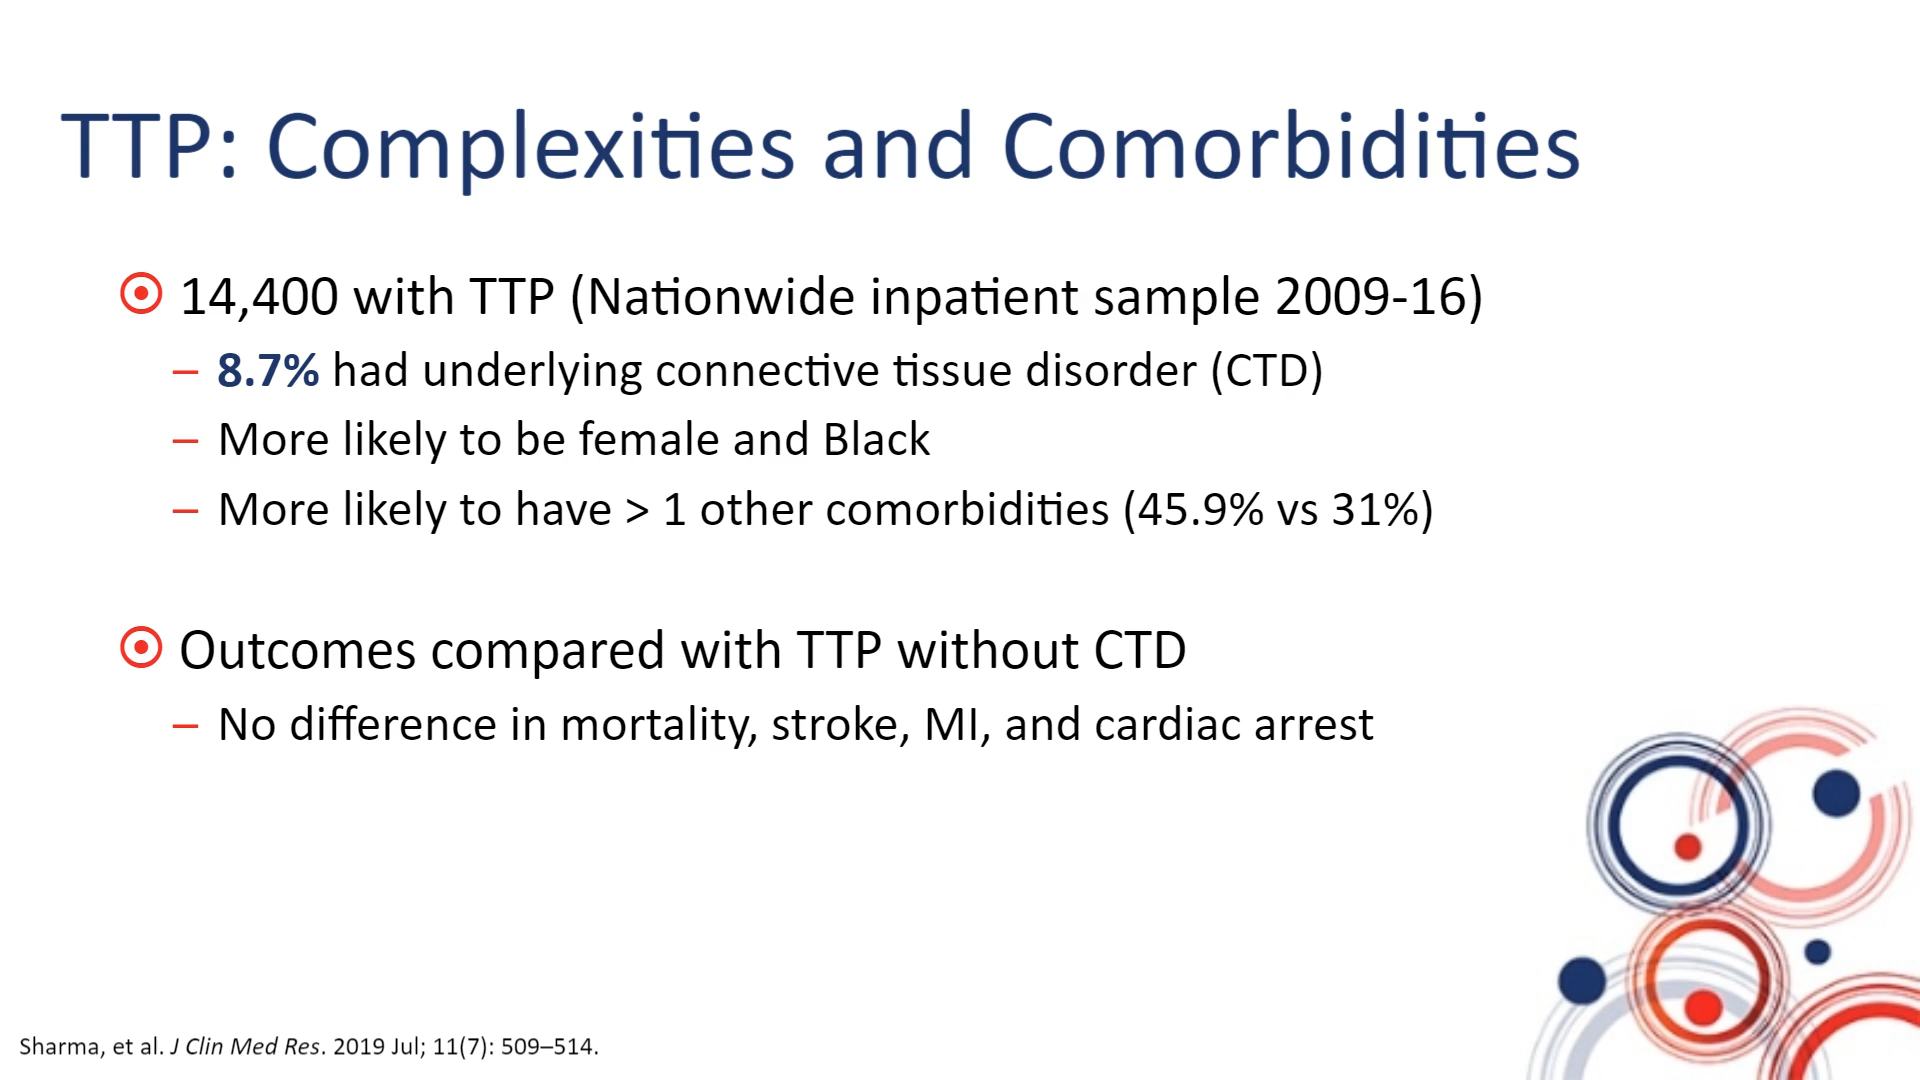 TTP: Complexities and Comorbidities
14,400 with TTP (Nationwide inpatient sample 2009-16)
– 8.7% had underlying connective tissue disorder (CTD)
– More likely to be female and Black
– More likely to have > 1 other comorbidities (45.9% vs 31%)
Outcomes compared with TTP without CTD
– No difference in mortality, stroke, MI, and cardiac arrest
Sharma, et al. J Clin Med Res. 2019 Jul; 11(7): 509–514.